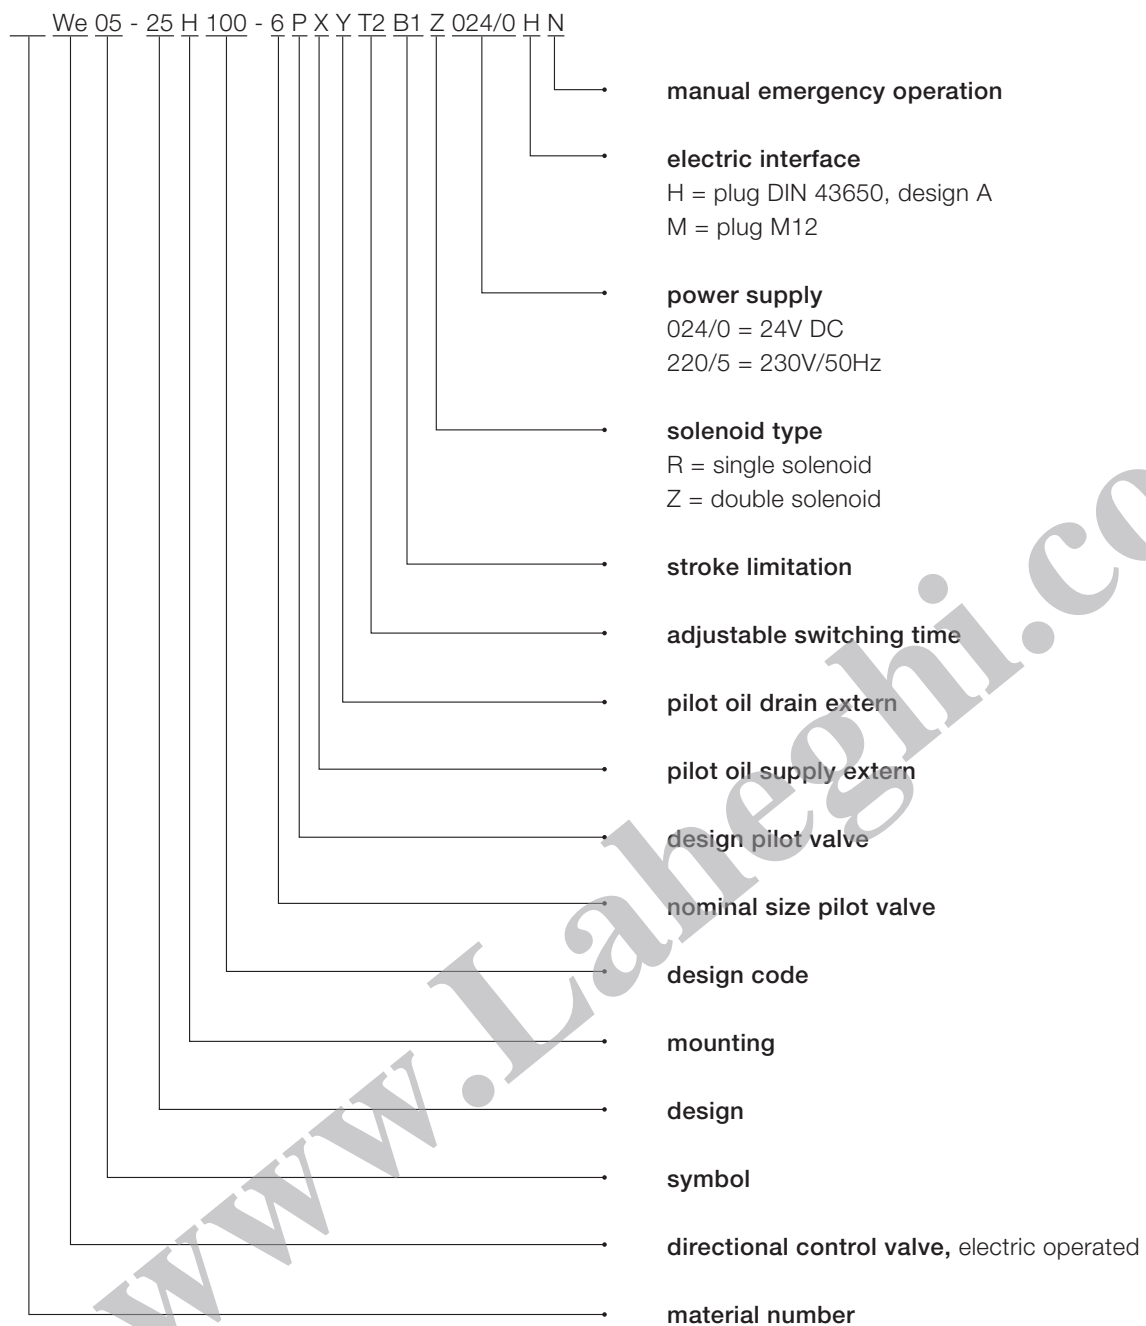 We 05 - 25 H 100 - 6 P X Y T2 B1 Z 024/0 H N
manual emergency operation
electric interface
H = plug DIN 43650, design A
M = plug M12
power supply
024/0 = 24V DC
220/5 = 230V/50Hz
solenoid type
R = single solenoid
Z = double solenoid
stroke limitation
adjustable switching time
pilot oil drain extern
pilot oil supply extern
design pilot valve
nominal size pilot valve
design code
mounting
design
symbol
directional control valve, electric operated
material number
www.Laheghi.co